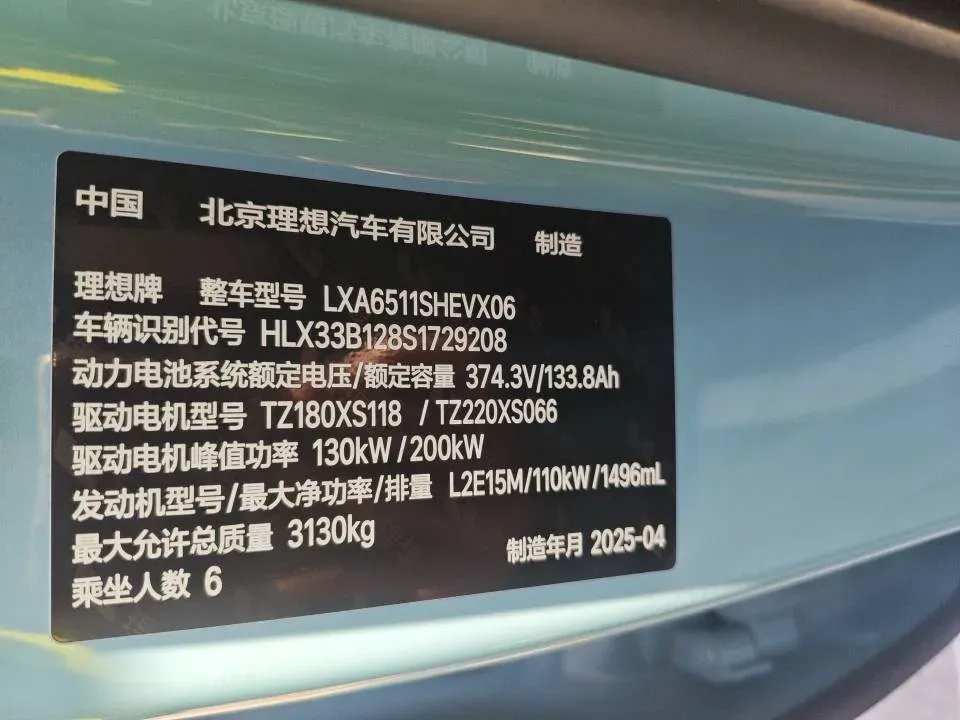 中国 北京理想汽车有限公司 制造
理想牌 整车型号 LXA6511SHEVX06
车辆识别代号 HLX33B128S1729208
动力电池系统额定电压/额定容量 374.3V/133.8Ah
驱动电机型号 TZ180XS118 / TZ220XS066
驱动电机峰值功率 130kW / 200kW
发动机型号/最大净功率/排量 L2E15M/110kW/1496mL
最大允许总质量 3130kg
制造年月 2025-04
乘坐人数 6